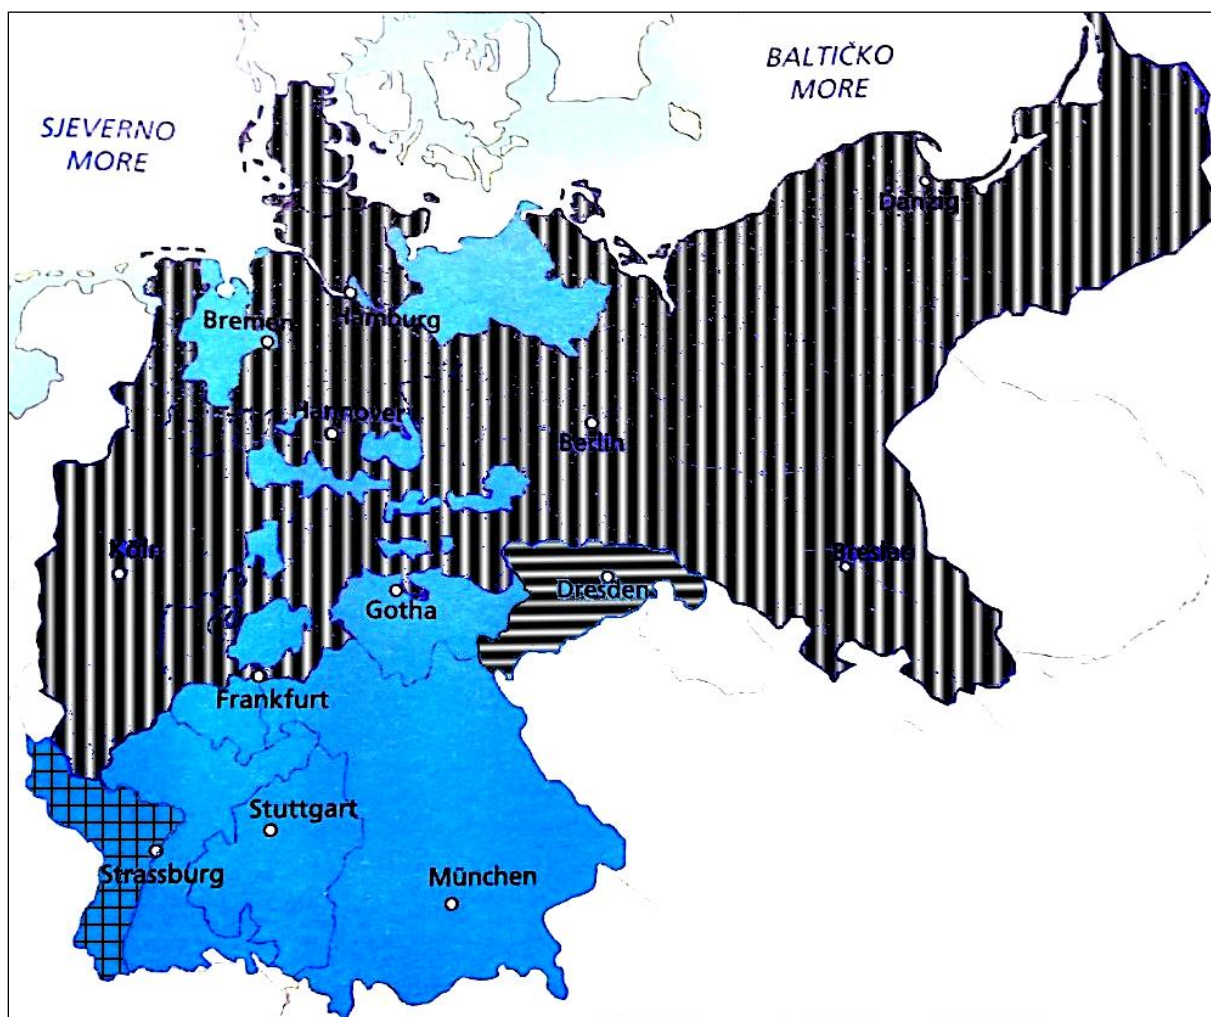 BALTIČKO
MORE
SJEVERNO
MORE
Danzig
Bremen
Hamburg
Hannover
Berlin
Köln
Breslau
Dresden
Gotha
Frankfurt
Stuttgart
Strassburg
München